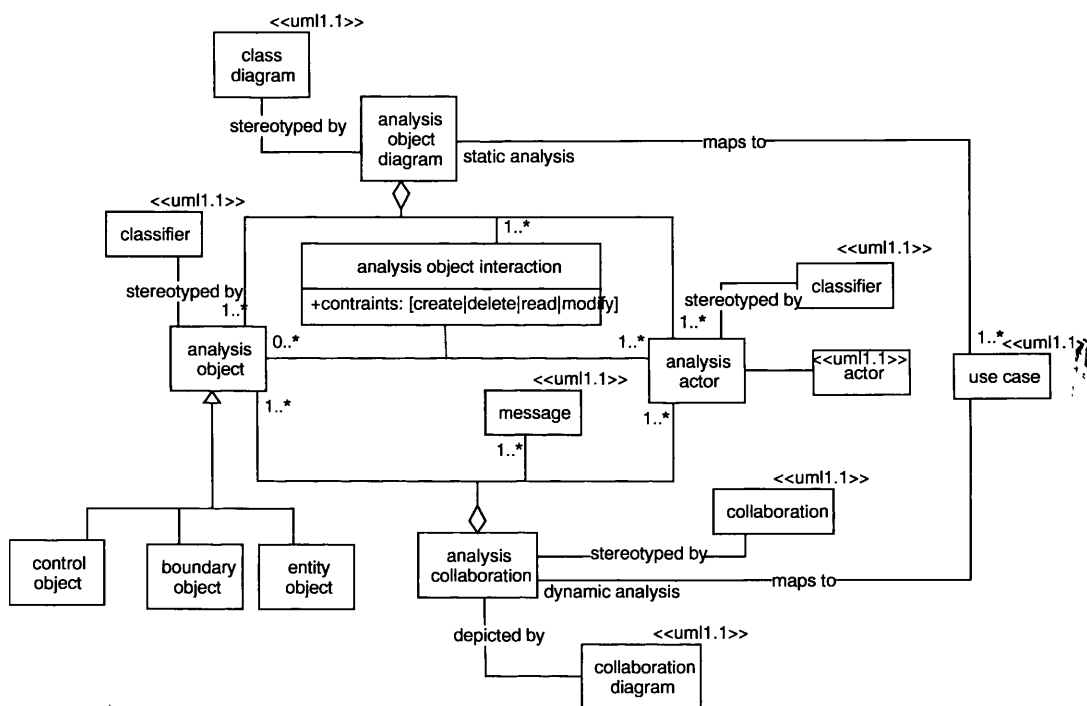 <<uml1.1>>
class
diagram
stereotyped by
analysis
object
diagram
static analysis
maps to
<<uml1.1>>
classifier
stereotyped by
1..*
1..*
analysis object interaction
+contraints: [create|delete|read|modify]
<<uml1.1>>
classifier
stereotyped by
1..*
analysis
object
0..*
1..*
1..*
analysis
actor
1..*
<<uml1.1>>
actor
1..*
<<uml1.1>>
use case
<<uml1.1>>
message
1..*
control
object
boundary
object
entity
object
analysis
collaboration
stereotyped by
<<uml1.1>>
collaboration
dynamic analysis
maps to
depicted by
<<uml1.1>>
collaboration
diagram